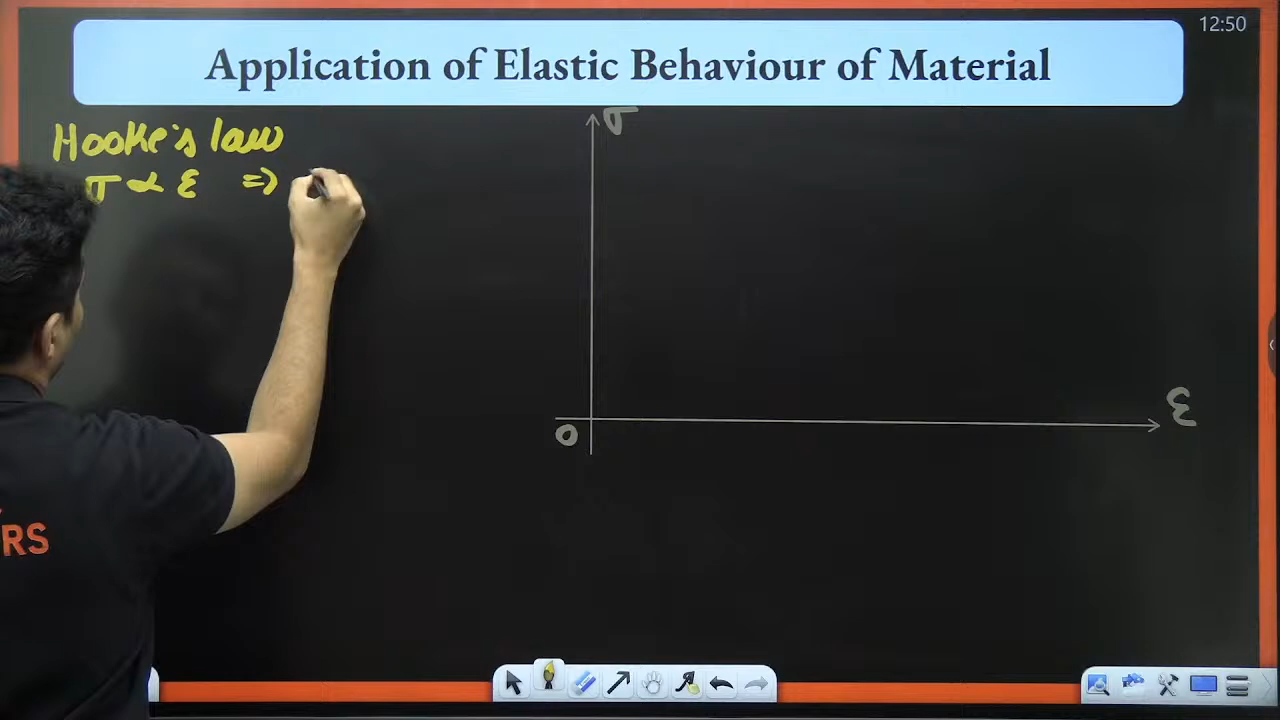 12:50
Application of Elastic Behaviour of Material
Hooke's law
σ ∝ ε ⇒
σ
ε
O
RS